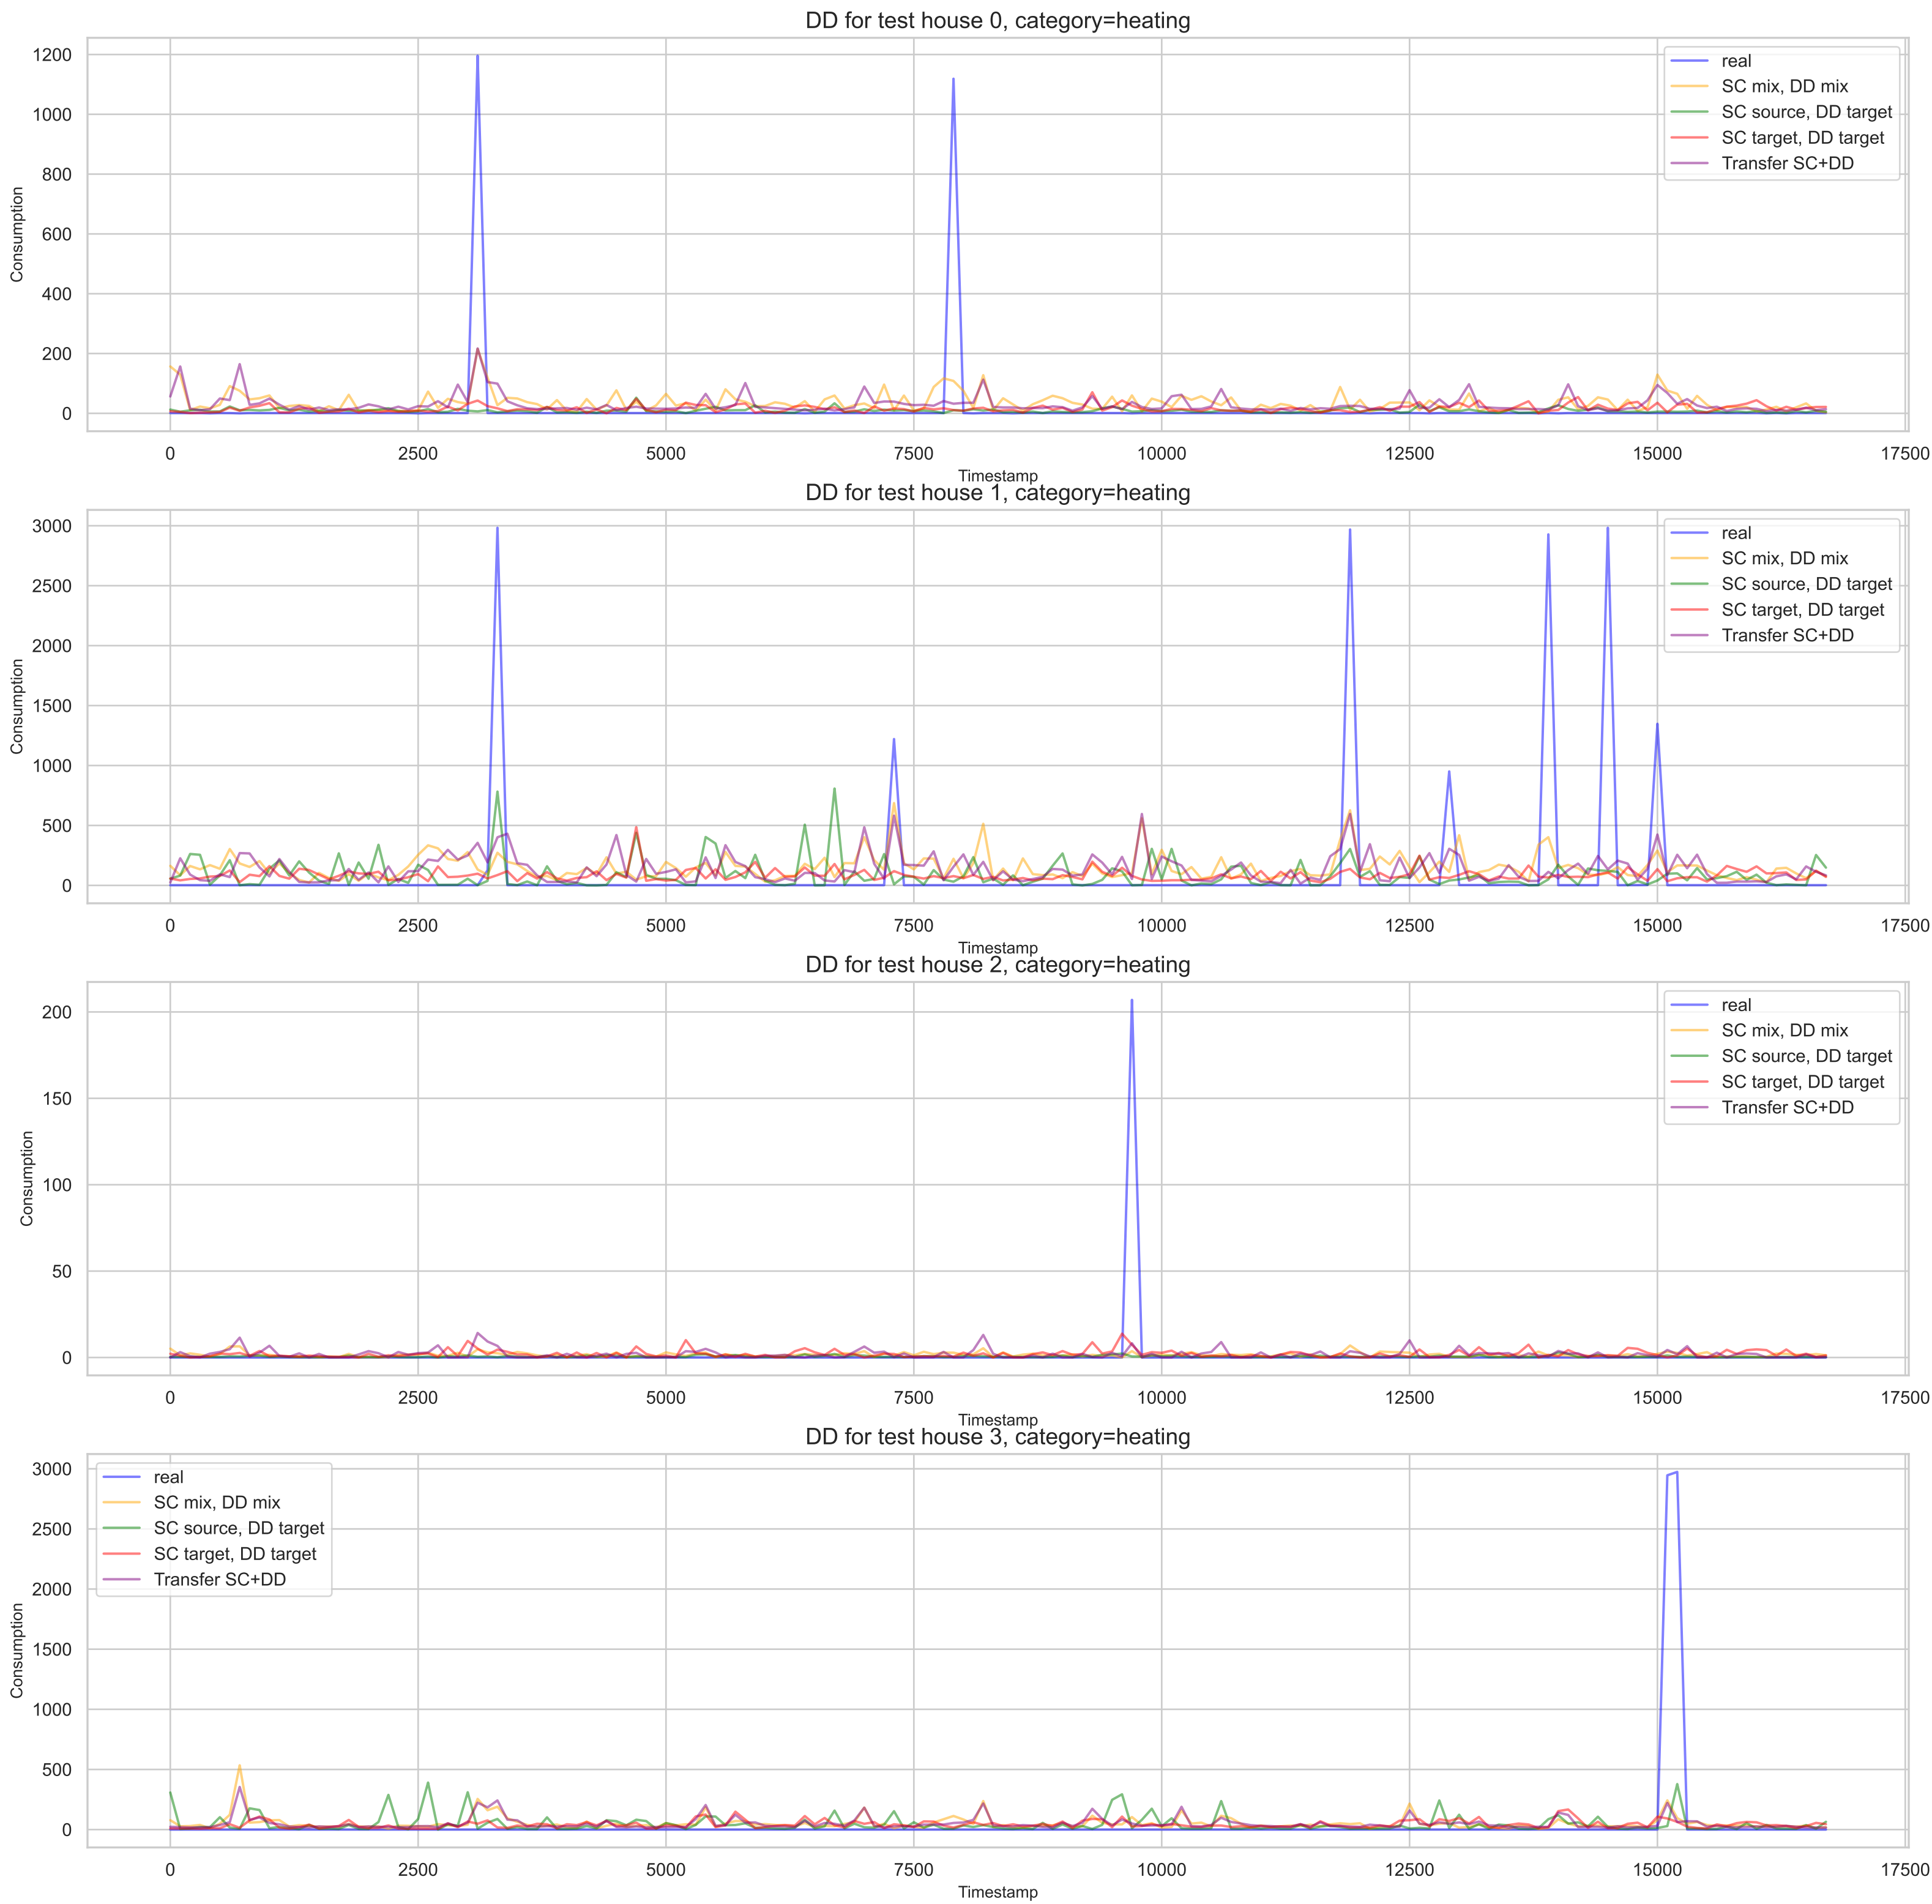 DD for test house 0, category=heating
Consumption
1200
1000
800
600
400
200
0
real
SC mix, DD mix
SC source, DD target
SC target, DD target
Transfer SC+DD
0 2500 5000 7500 10000 12500 15000 17500
Timestamp
DD for test house 1, category=heating
Consumption
3000
2500
2000
1500
1000
500
0
real
SC mix, DD mix
SC source, DD target
SC target, DD target
Transfer SC+DD
0 2500 5000 7500 10000 12500 15000 17500
Timestamp
DD for test house 2, category=heating
Consumption
200
150
100
50
0
real
SC mix, DD mix
SC source, DD target
SC target, DD target
Transfer SC+DD
0 2500 5000 7500 10000 12500 15000 17500
Timestamp
DD for test house 3, category=heating
Consumption
3000
2500
2000
1500
1000
500
0
real
SC mix, DD mix
SC source, DD target
SC target, DD target
Transfer SC+DD
0 2500 5000 7500 10000 12500 15000 17500
Timestamp